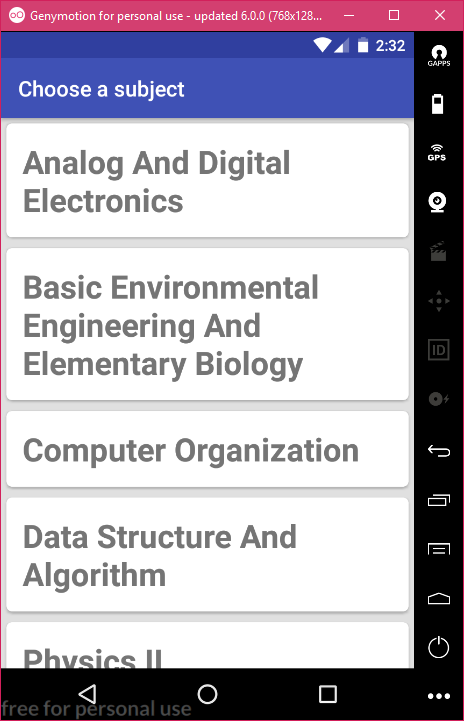 Genymotion for personal use - updated 6.0.0 (768x128...
2:32
GAPPS
Choose a subject
GPS
Analog And Digital
Electronics
Basic Environmental
Engineering And
Elementary Biology
ID
Computer Organization
Data Structure And
Algorithm
Physics II
free for personal use